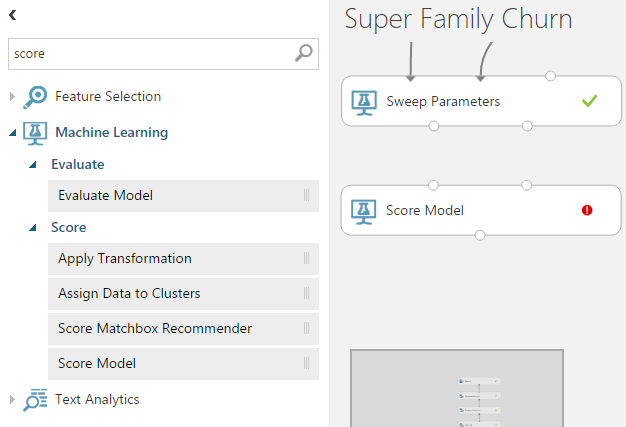 score
Feature Selection
Machine Learning
Evaluate
Evaluate Model
Score
Apply Transformation
Assign Data to Clusters
Score Matchbox Recommender
Score Model
Text Analytics
Super Family Churn
Sweep Parameters
Score Model